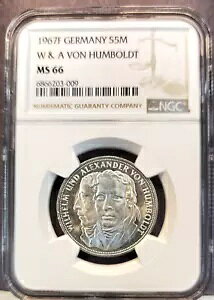 1967F GERMANY S5M
W & A VON HUMBOLDT
MS 66
6866203-009
NUMISMATIC GUARANTY COMPANY
NGC
WILHELM UND ALEXANDER VON HUMBOLDT